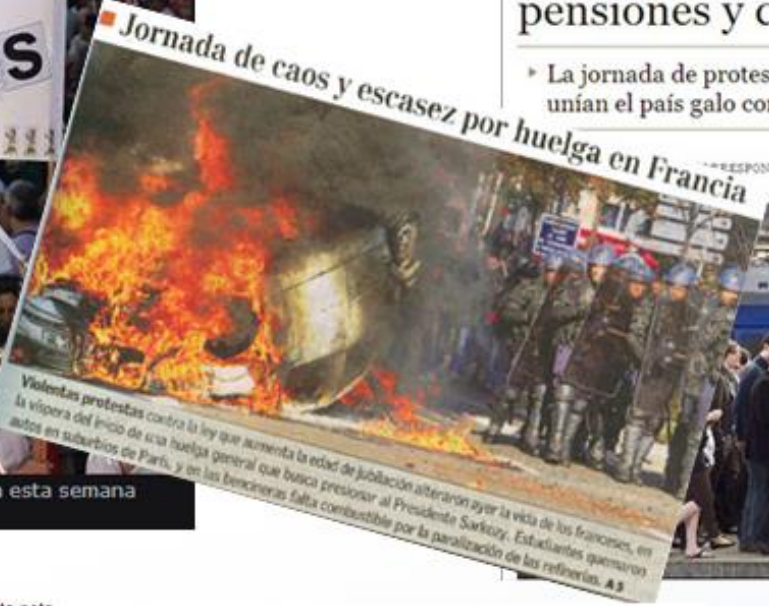 S
pensiones y
La jornada de protes
unían el país galo con
Jornada de caos y escasez por huelga en Francia
Violentas protestas contra la ley que aumenta la edad de jubilación alteraron ayer la vida de los franceses, en
la víspera del inicio de una huelga general que busca presionar al Presidente Sarkozy. Estudiantes quemaron
autos en suburbios de París, y en las bencineras falta combustible por la paralización de las refinerías. A 5
esta semana